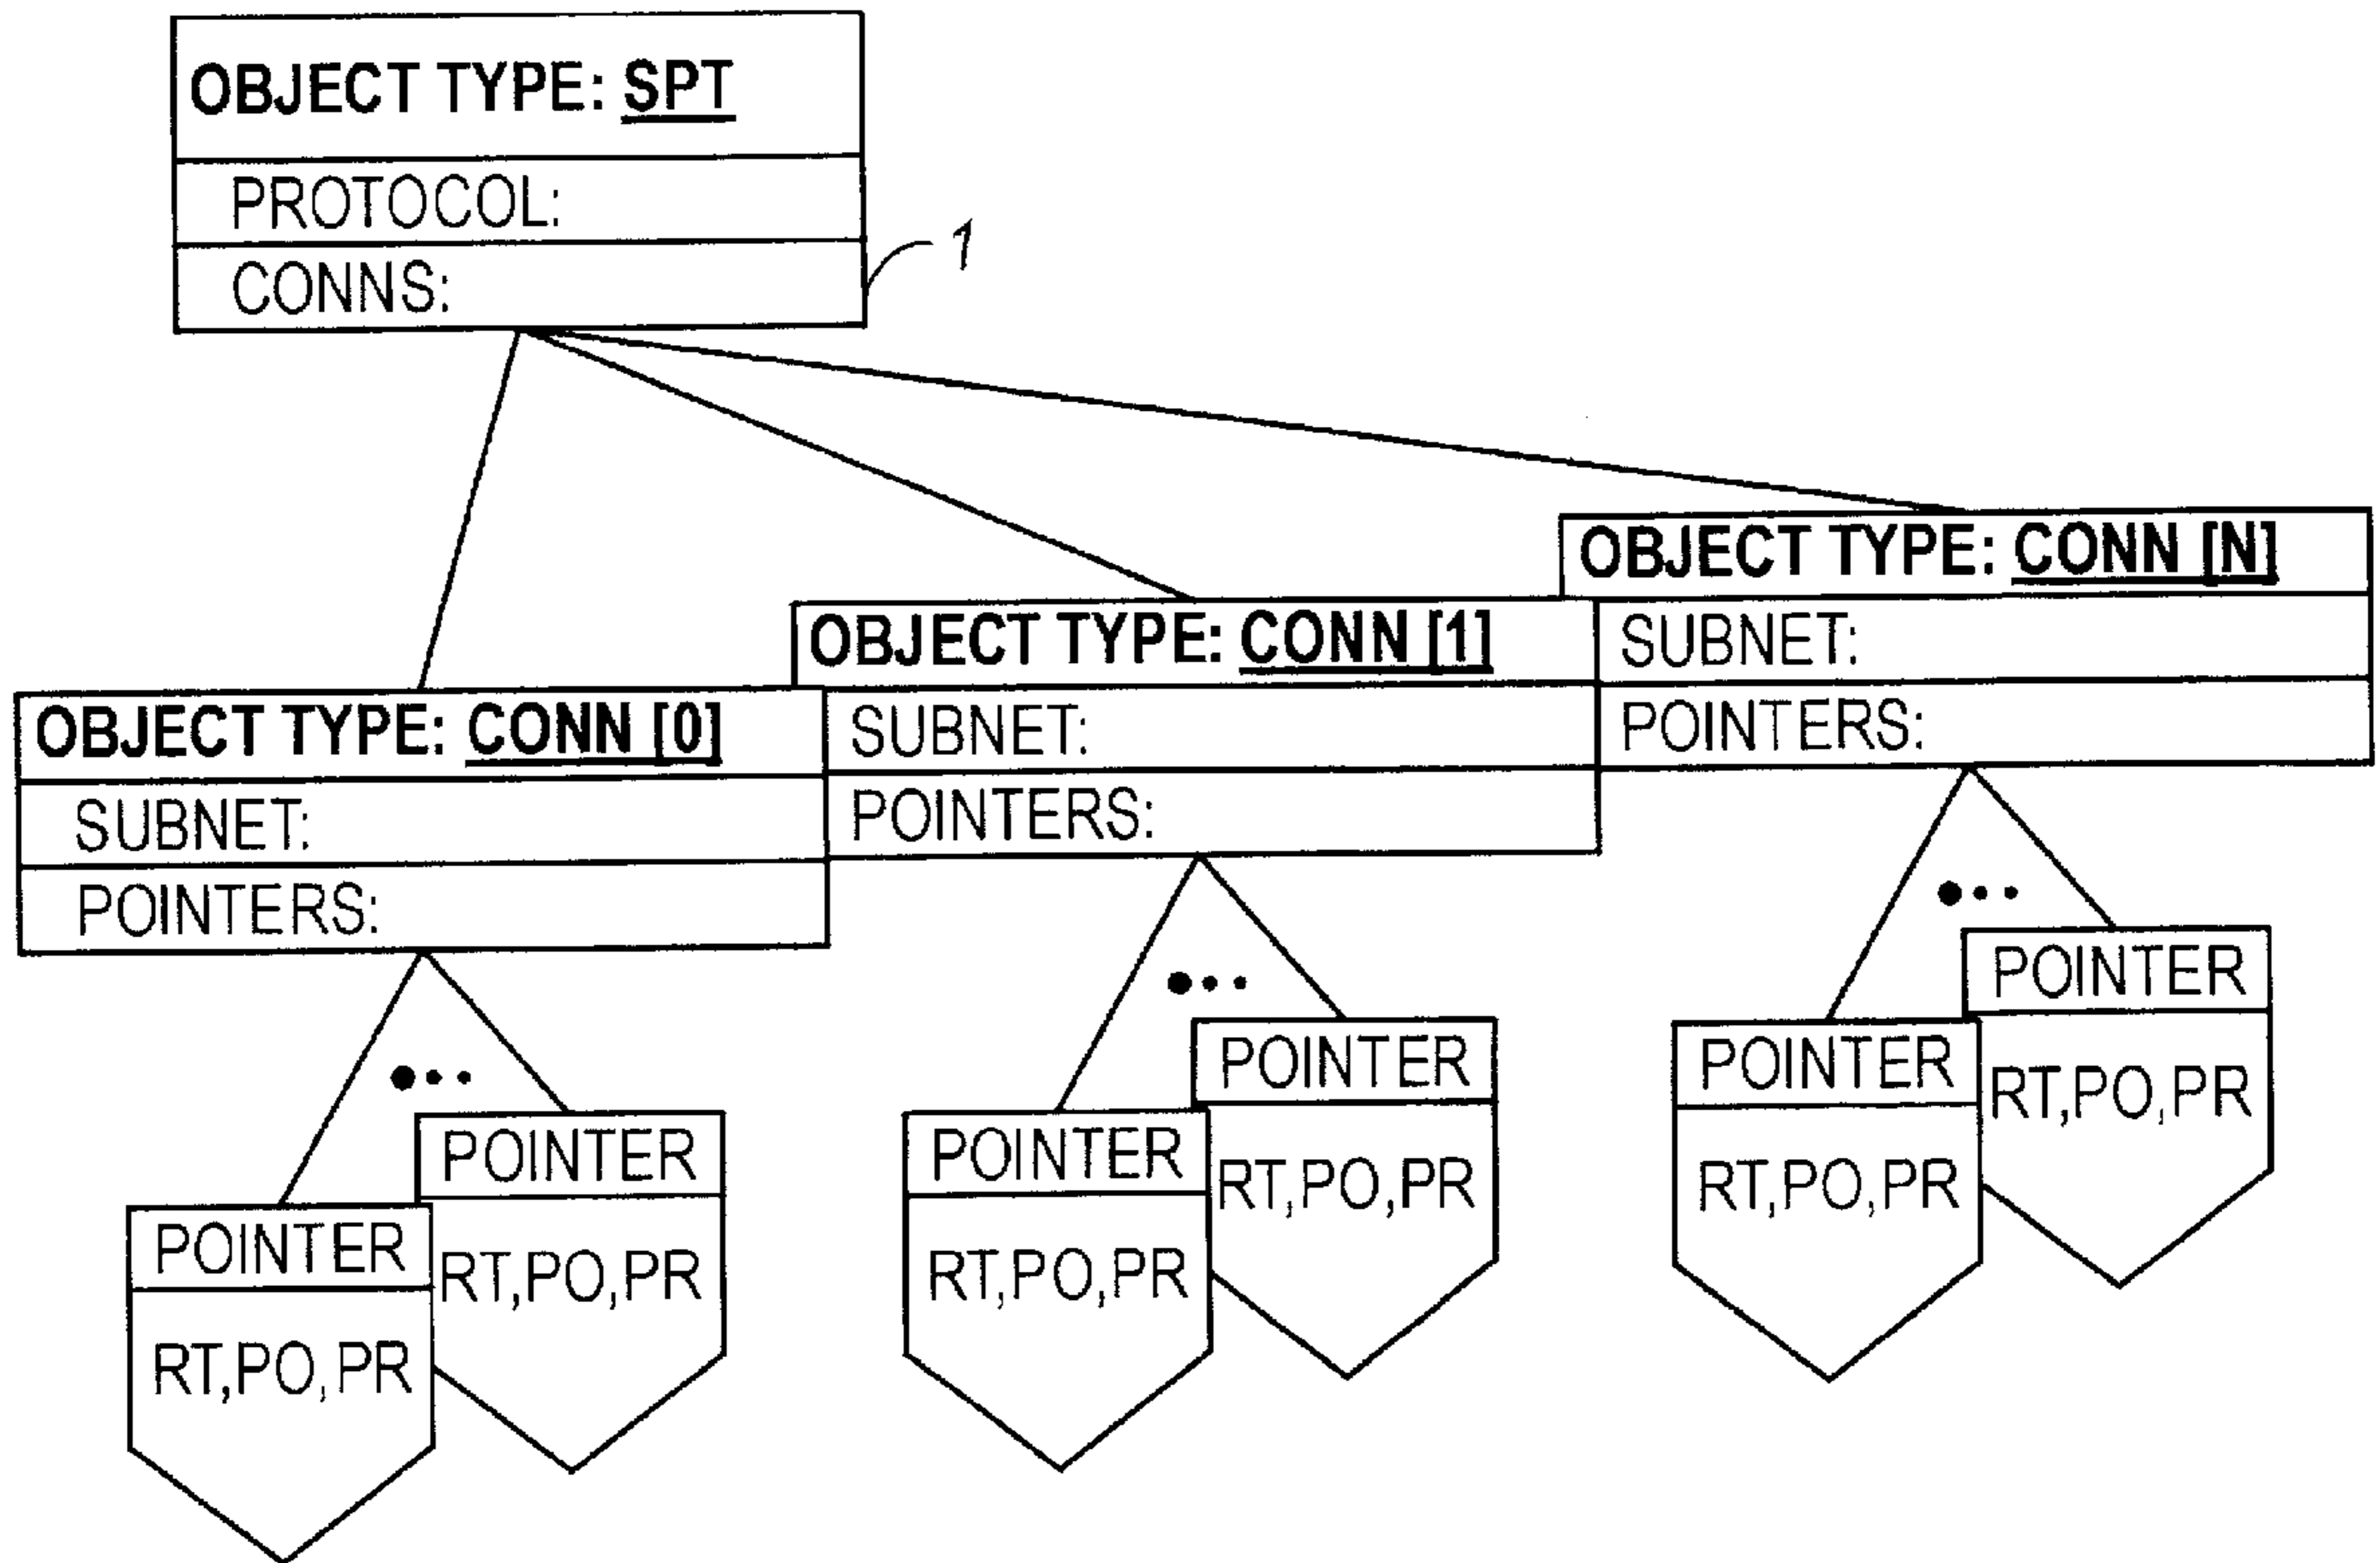 OBJECT TYPE: SPT
PROTOCOL:
CONNS:
1
OBJECT TYPE: CONN [N]
SUBNET:
POINTERS:
OBJECT TYPE: CONN [1]
SUBNET:
POINTERS:
OBJECT TYPE: CONN [0]
SUBNET:
POINTERS:
POINTER
RT,PO,PR
POINTER
RT,PO,PR
POINTER
RT,PO,PR
POINTER
RT,PO,PR
POINTER
RT,PO,PR
POINTER
RT,PO,PR